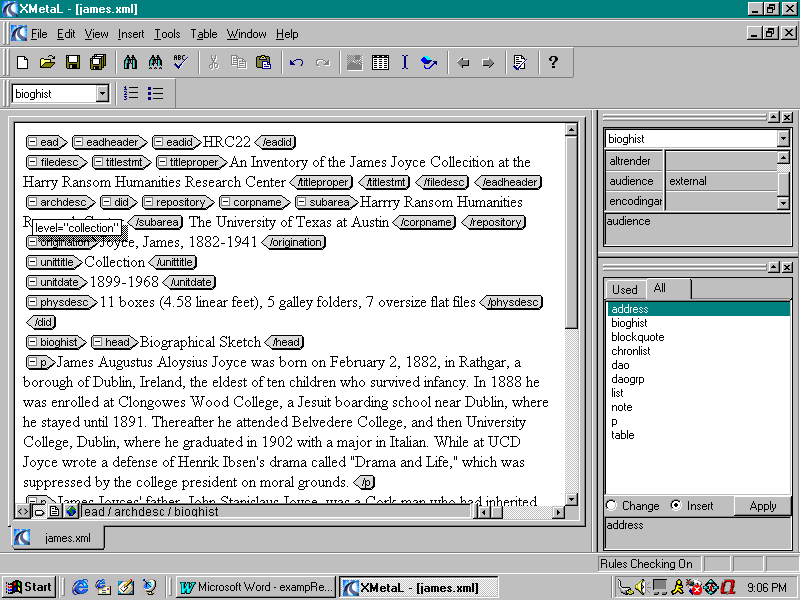 XMetaL - [james.xml]
File Edit View Insert Tools Table Window Help
ABC
?
bioghist
ead eadheader eadid HRC22 /eadid
filedesc titlestmt titleproper An Inventory of the James Joyce Collecition at the
Harry Ransom Humanities Research Center /titleproper /titlestmt /filedesc /eadheader
archdesc did repository corpname subarea Harrry Ransom Humanities
level="collection" /subarea The University of Texas at Austin /corpname /repository
origination Joyce, James, 1882-1941 /origination
unittitle Collection /unittitle
unitdate 1899-1968 /unitdate
physdesc 11 boxes (4.58 linear feet), 5 galley folders, 7 oversize flat files /physdesc
/did
bioghist head Biographical Sketch /head
p James Augustus Aloysius Joyce was born on February 2, 1882, in Rathgar, a
borough of Dublin, Ireland, the eldest of ten children who survived infancy. In 1888 he
was enrolled at Clongowes Wood College, a Jesuit boarding school near Dublin, where
he stayed until 1891. Thereafter he attended Belvedere College, and then University
College, Dublin, where he graduated in 1902 with a major in Italian. While at UCD
Joyce wrote a defense of Henrik Ibsen's drama called "Drama and Life," which was
suppressed by the college president on moral grounds. /p
p James Joyces' father, John Stanislaus Joyce, was a Cork man who had inherited
ead / archdesc / bioghist
james.xml
bioghist
altrender
audience external
encodingar
audience
Used All
address
bioghist
blockquote
chronlist
dao
daogrp
list
note
p
table
Change Insert Apply
address
Rules Checking On
Start Microsoft Word - exampRe... XMetaL - [james.xml] 9:06 PM